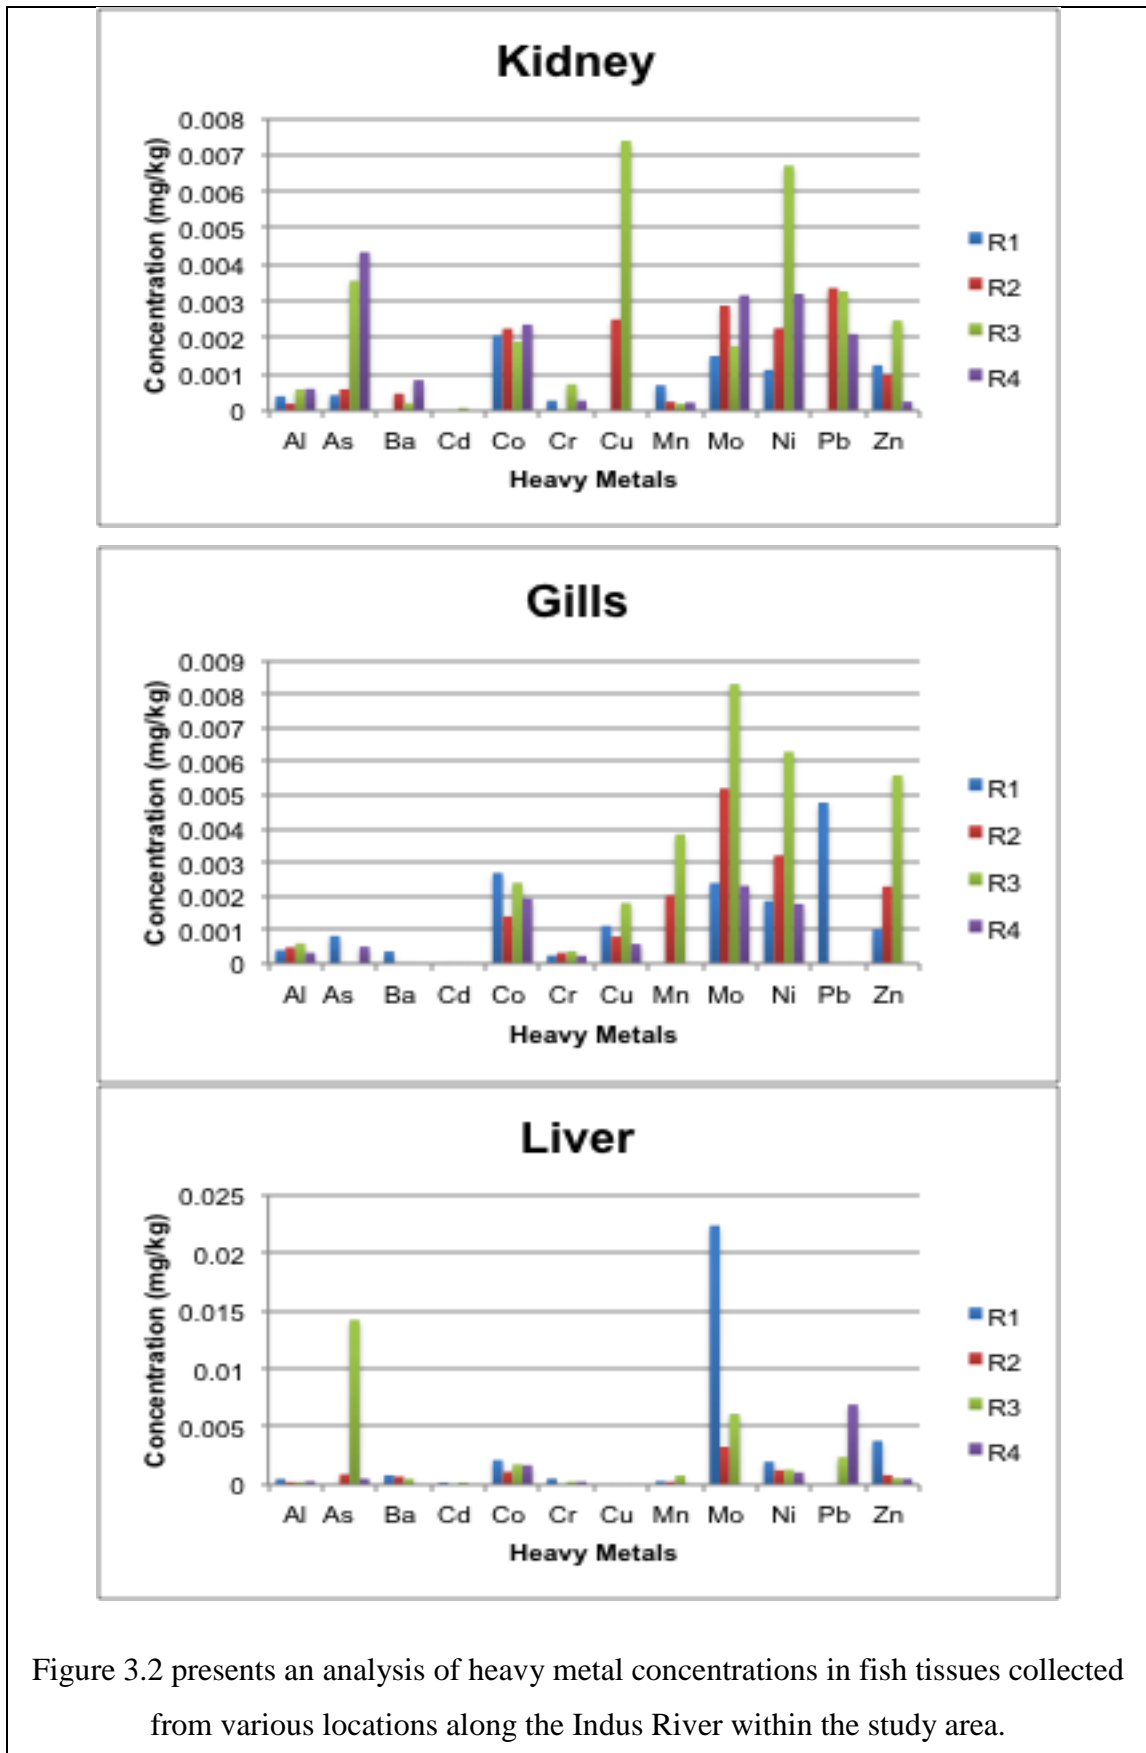 Kidney
Concentration (mg/kg)
0.008
0.007
0.006
0.005
0.004
0.003
0.002
0.001
0
Al As Ba Cd Co Cr Cu Mn Mo Ni Pb Zn
Heavy Metals
R1
R2
R3
R4
Gills
Concentration (mg/kg)
0.009
0.008
0.007
0.006
0.005
0.004
0.003
0.002
0.001
0
Al As Ba Cd Co Cr Cu Mn Mo Ni Pb Zn
Heavy Metals
R1
R2
R3
R4
Liver
Concentration (mg/kg)
0.025
0.02
0.015
0.01
0.005
0
Al As Ba Cd Co Cr Cu Mn Mo Ni Pb Zn
Heavy Metals
R1
R2
R3
R4
Figure 3.2 presents an analysis of heavy metal concentrations in fish tissues collected
from various locations along the Indus River within the study area.